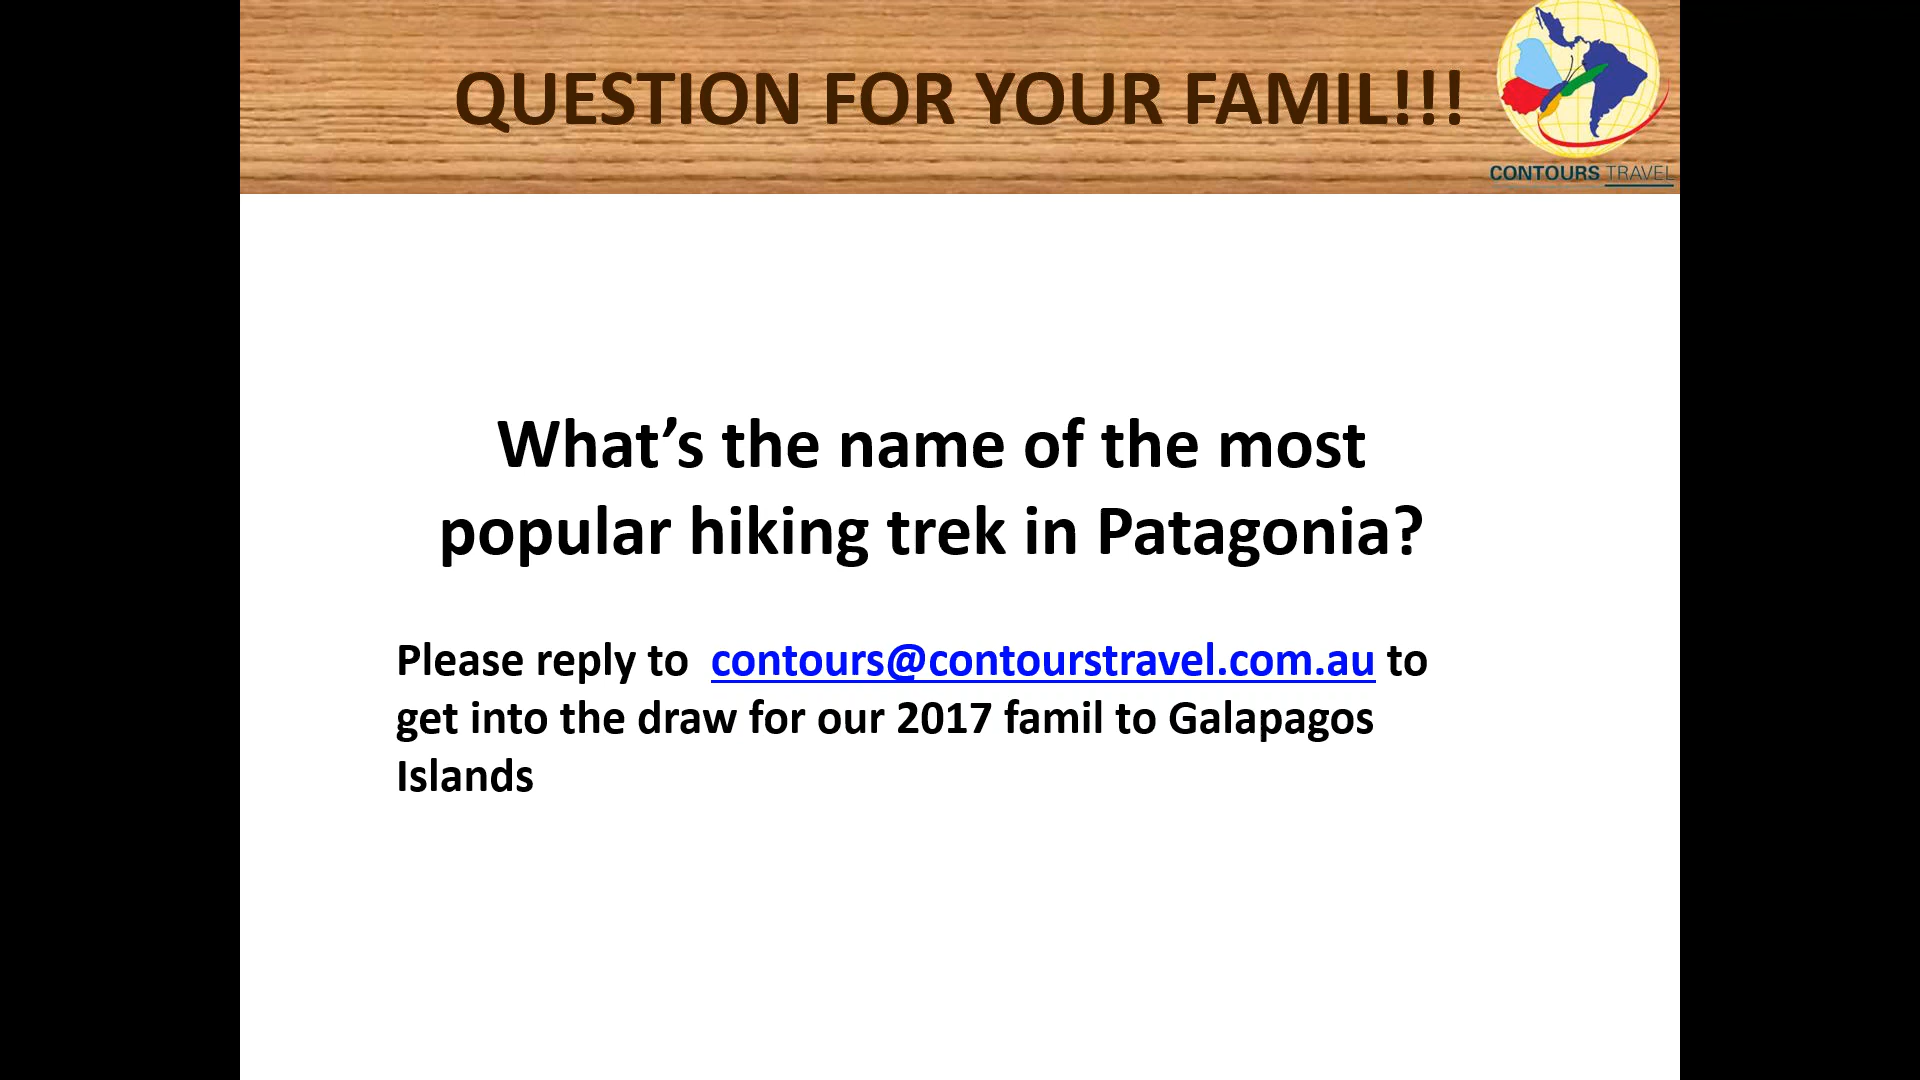 QUESTION FOR YOUR FAMIL!!!
CONTOURS TRAVEL
What’s the name of the most
popular hiking trek in Patagonia?
Please reply to  contours@contourstravel.com.au to
get into the draw for our 2017 famil to Galapagos
Islands